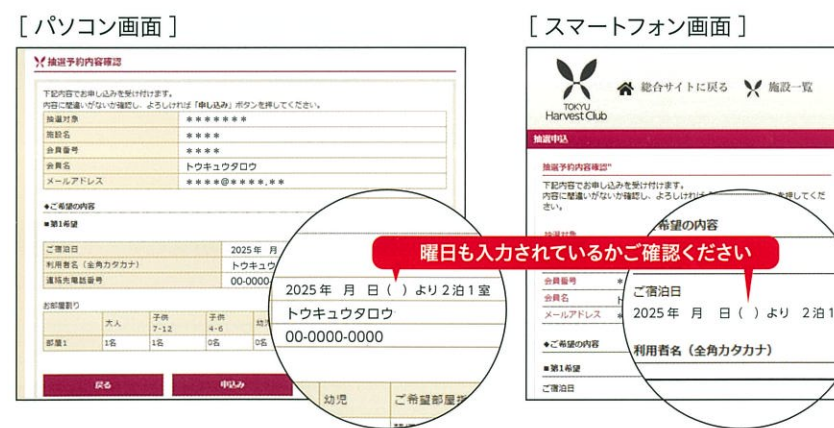 [ パソコン画面 ]
抽選予約内容確認
下記内容でお申し込みを受け付けます。
内容に間違いがないか確認し、よろしければ「申し込み」ボタンを押してください。
抽選対象 *******
施設名 ****
会員番号 ****
会員名 トウキュウタロウ
メールアドレス ****@****.**
◆ご希望の内容
■第1希望
ご宿泊日 2025年 月
利用者名(全角カタカナ) トウキュウ
連絡先電話番号 00-0000-
お部屋割り
大人 子供 7-12 子供 4-6 幼児
部屋1 1名 1名 0名 0名
戻る 申込み
曜日も入力されているかご確認ください
2025年 月 日( )より2泊1室
トウキュウタロウ
00-0000-0000
幼児 ご希望部屋
[ スマートフォン画面 ]
TOKYU
Harvest Club
総合サイトに戻る 施設一覧
抽選申込
抽選予約内容確認"
下記内容でお申し込みを受け付けます。
内容に間違いがないか確認し、よろしければ
を押してくだ
さい。
抽選対象
会員番号 *
会員名
メールアドレス *
◆ご希望の内容
■第1希望
ご宿泊日
希望の内容
ご宿泊日
2025年 月 日( )より 2泊1
利用者名(全角カタカナ)